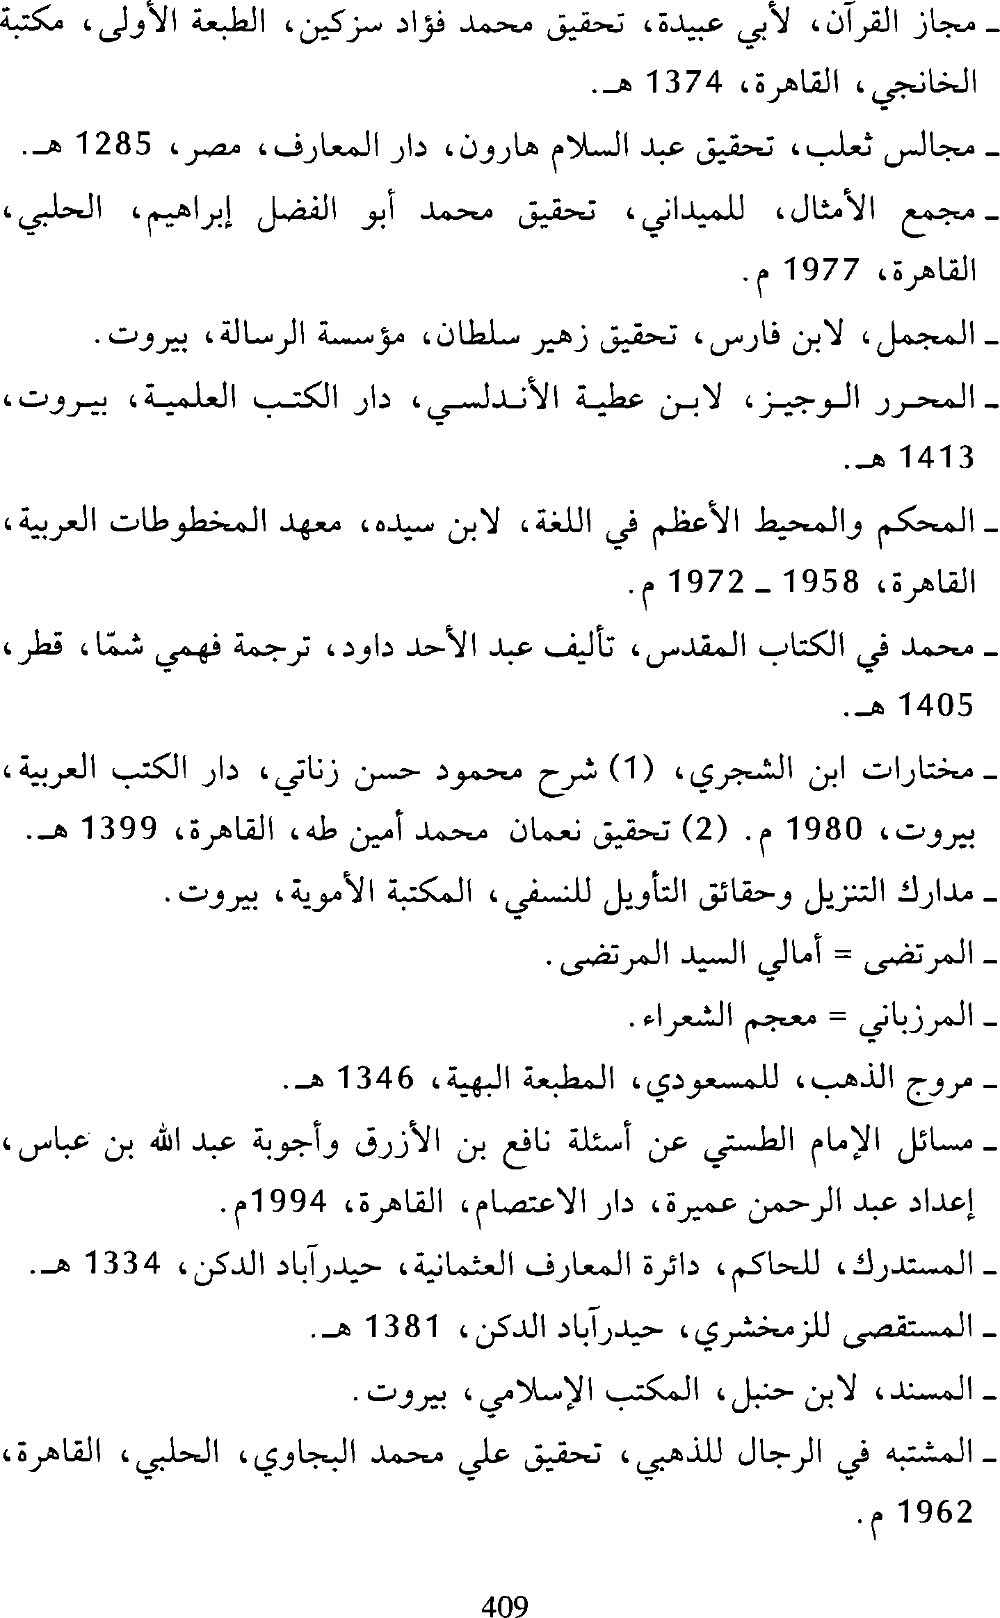 ـ مجاز القرآن، لأبي عبيدة، تحقيق محمد فؤاد سزكين، الطبعة الأولى، مكتبة
الخانجي، القاهرة، 1374 هـ.
ـ مجالس ثعلب، تحقيق عبد السلام هارون، دار المعارف، مصر، 1285 هـ.
ـ مجمع الأمثال، للميداني، تحقيق محمد أبو الفضل إبراهيم، الحلبي،
القاهرة، 1977 م.
ـ المجمل، لابن فارس، تحقيق زهير سلطان، مؤسسة الرسالة، بيروت.
ـ المحرر الوجيز، لابن عطية الأندلسي، دار الكتب العلمية، بيروت،
1413 هـ.
ـ المحكم والمحيط الأعظم في اللغة، لابن سيده، معهد المخطوطات العربية،
القاهرة، 1958 ـ 1972 م.
ـ محمد في الكتاب المقدس، تأليف عبد الأحد داود، ترجمة فهمي شمّا، قطر،
1405 هـ.
ـ مختارات ابن الشجري، (1) شرح محمود حسن زناتي، دار الكتب العربية،
بيروت، 1980 م. (2) تحقيق نعمان محمد أمين طه، القاهرة، 1399 هـ.
ـ مدارك التنزيل وحقائق التأويل للنسفي، المكتبة الأموية، بيروت.
ـ المرتضى = أمالي السيد المرتضى.
ـ المرزباني = معجم الشعراء.
ـ مروج الذهب، للمسعودي، المطبعة البهية، 1346 هـ.
ـ مسائل الإمام الطستي عن أسئلة نافع بن الأزرق وأجوبة عبد الله بن عباس،
إعداد عبد الرحمن عميرة، دار الاعتصام، القاهرة، 1994م.
ـ المستدرك، للحاكم، دائرة المعارف العثمانية، حيدرآباد الدكن، 1334 هـ.
ـ المستقصى للزمخشري، حيدرآباد الدكن، 1381 هـ.
ـ المسند، لابن حنبل، المكتب الإسلامي، بيروت.
ـ المشتبه في الرجال للذهبي، تحقيق علي محمد البجاوي، الحلبي، القاهرة،
1962 م.
409